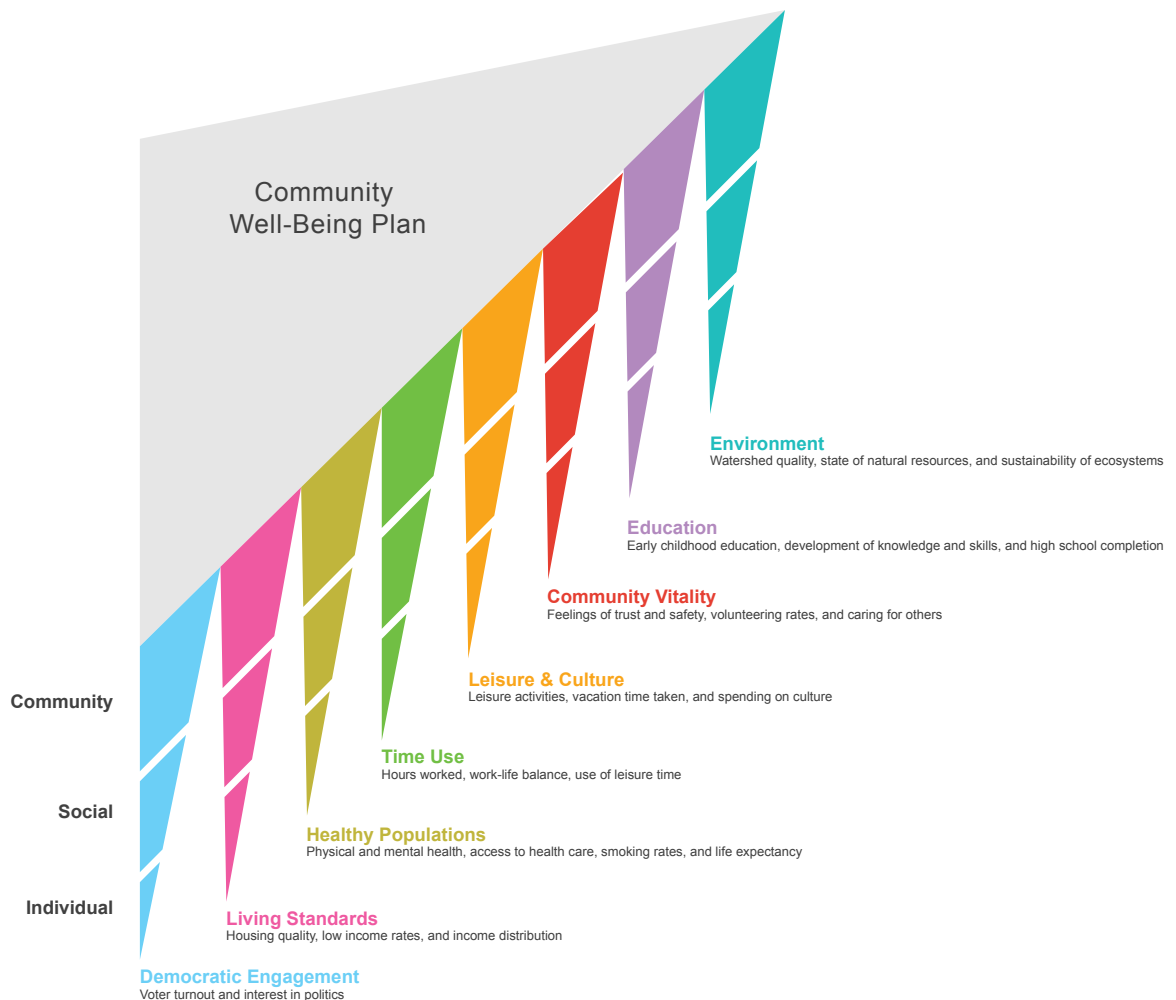 Community
Well-Being Plan
Environment
Watershed quality, state of natural resources, and sustainability of ecosystems
Education
Early childhood education, development of knowledge and skills, and high school completion
Community Vitality
Feelings of trust and safety, volunteering rates, and caring for others
Leisure & Culture
Leisure activities, vacation time taken, and spending on culture
Community
Time Use
Hours worked, work-life balance, use of leisure time
Social
Healthy Populations
Physical and mental health, access to health care, smoking rates, and life expectancy
Individual
Living Standards
Housing quality, low income rates, and income distribution
Democratic Engagement
Voter turnout and interest in politics